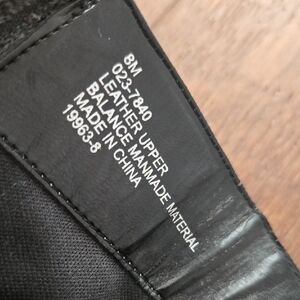 8M
023-7840
LEATHER UPPER
BALANCE MANMADE MATERIAL
MADE IN CHINA
19963-8